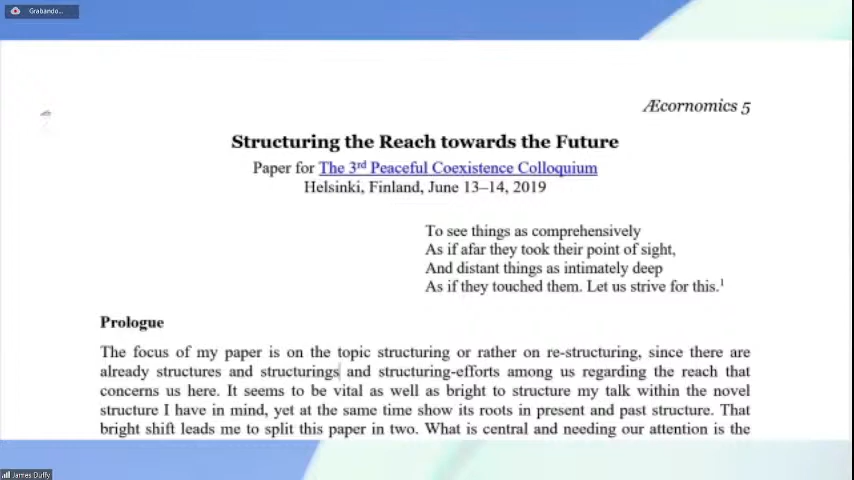 Grabando...
Æcornomics 5
Structuring the Reach towards the Future
Paper for The 3rd Peaceful Coexistence Colloquium
Helsinki, Finland, June 13–14, 2019
To see things as comprehensively
As if afar they took their point of sight,
And distant things as intimately deep
As if they touched them. Let us strive for this.1
Prologue
The focus of my paper is on the topic structuring or rather on re-structuring, since there are
already structures and structurings and structuring-efforts among us regarding the reach that
concerns us here. It seems to be vital as well as bright to structure my talk within the novel
structure I have in mind, yet at the same time show its roots in present and past structure. That
bright shift leads me to split this paper in two. What is central and needing our attention is the
James Duffy